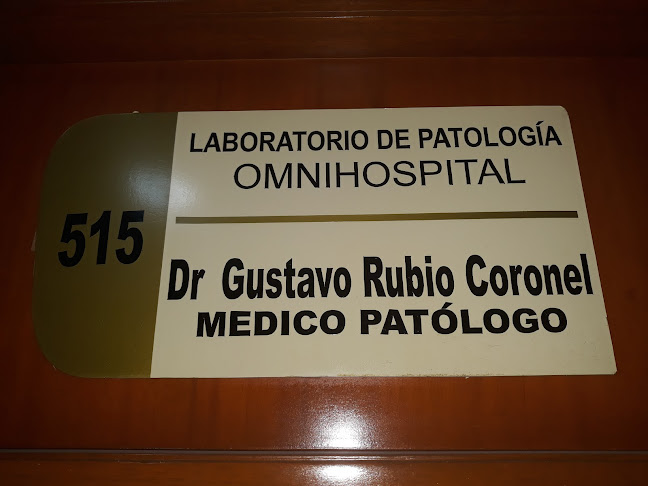 515
LABORATORIO DE PATOLOGÍA
OMNIHOSPITAL
Dr Gustavo Rubio Coronel
MEDICO PATÓLOGO